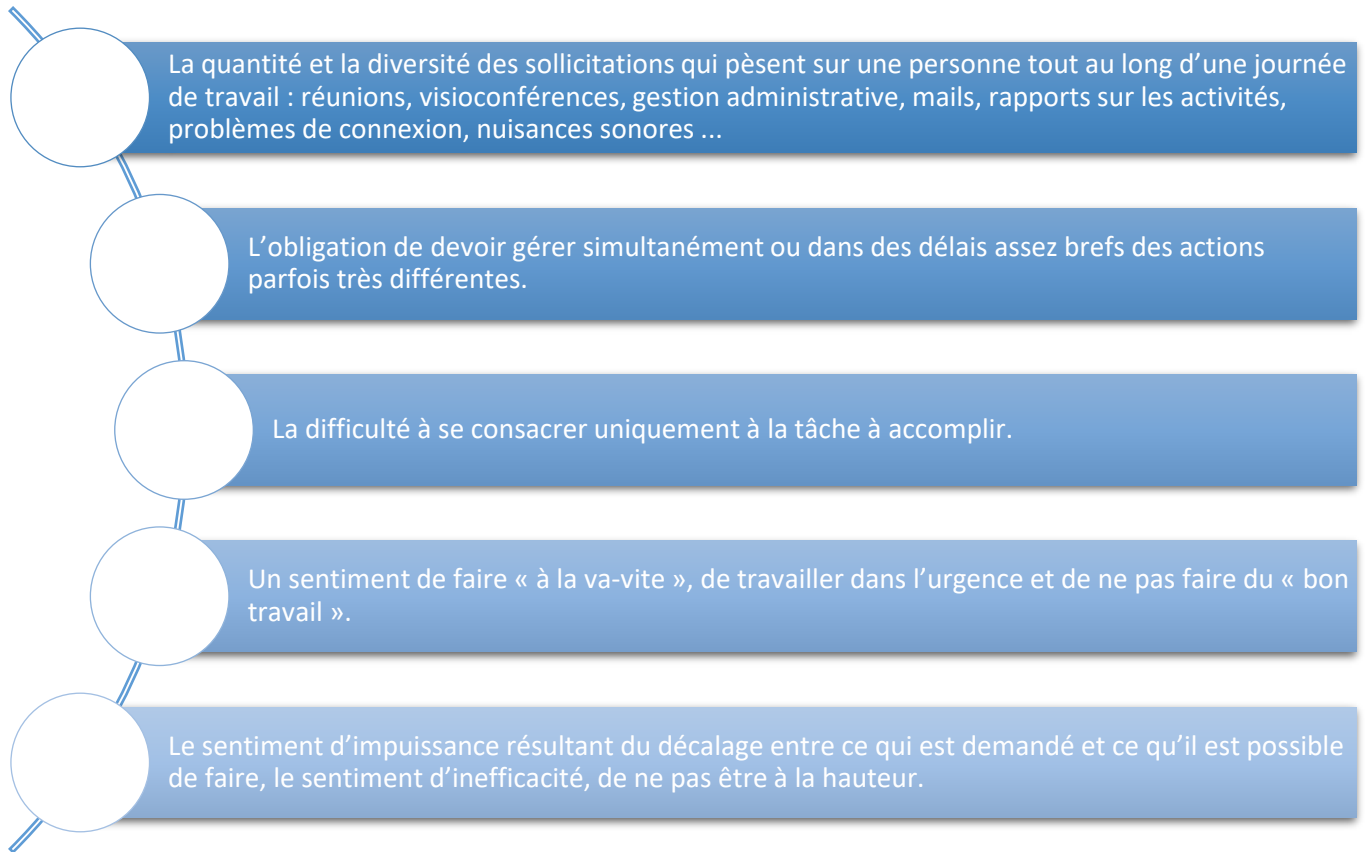 La quantité et la diversité des sollicitations qui pèsent sur une personne tout au long d’une journée
de travail : réunions, visioconférences, gestion administrative, mails, rapports sur les activités,
problèmes de connexion, nuisances sonores ...
L’obligation de devoir gérer simultanément ou dans des délais assez brefs des actions
parfois très différentes.
La difficulté à se consacrer uniquement à la tâche à accomplir.
Un sentiment de faire « à la va-vite », de travailler dans l’urgence et de ne pas faire du « bon
travail ».
Le sentiment d’impuissance résultant du décalage entre ce qui est demandé et ce qu’il est possible
de faire, le sentiment d’inefficacité, de ne pas être à la hauteur.